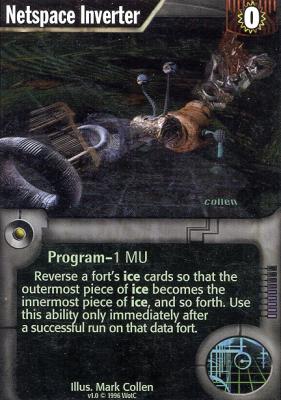 Netspace Inverter
0
collen
Program–1 MU
Reverse a fort's ice cards so that the
outermost piece of ice becomes the
innermost piece of ice, and so forth. Use
this ability only immediately after
a successful run on that data fort.
Illus. Mark Collen
v1.0 © 1996 WotC